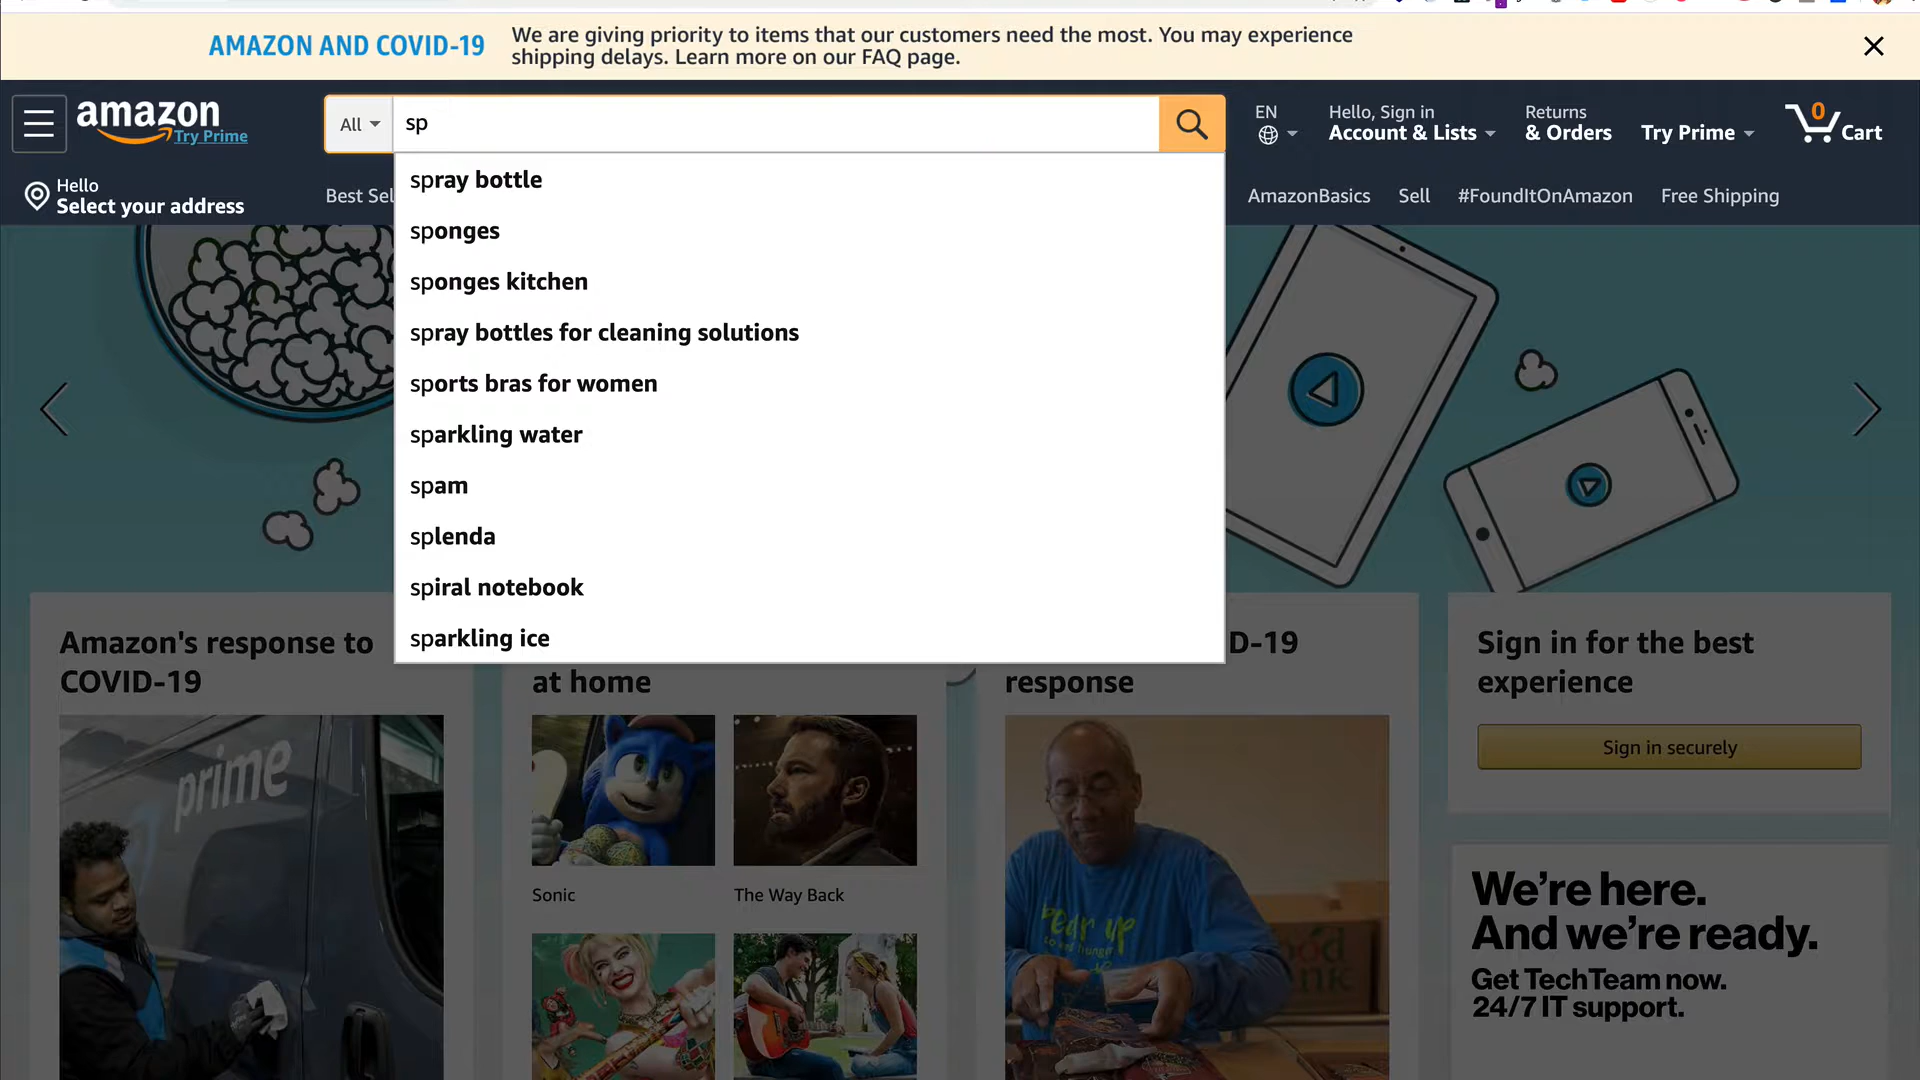 AMAZON AND COVID-19
We are giving priority to items that our customers need the most. You may experience
shipping delays. Learn more on our FAQ page.
amazon
Try Prime
All
sp
EN
Hello, Sign in
Account & Lists
Returns
& Orders
Try Prime
0
Cart
Hello
Select your address
Best Sel
AmazonBasics
Sell
#FoundItOnAmazon
Free Shipping
spray bottle
sponges
sponges kitchen
spray bottles for cleaning solutions
sports bras for women
sparkling water
spam
splenda
spiral notebook
sparkling ice
Amazon's response to
COVID-19
at home
D-19
response
Sign in for the best
experience
Sign in securely
prime
Sonic
The Way Back
We're here.
And we're ready.
Get TechTeam now.
24/7 IT support.